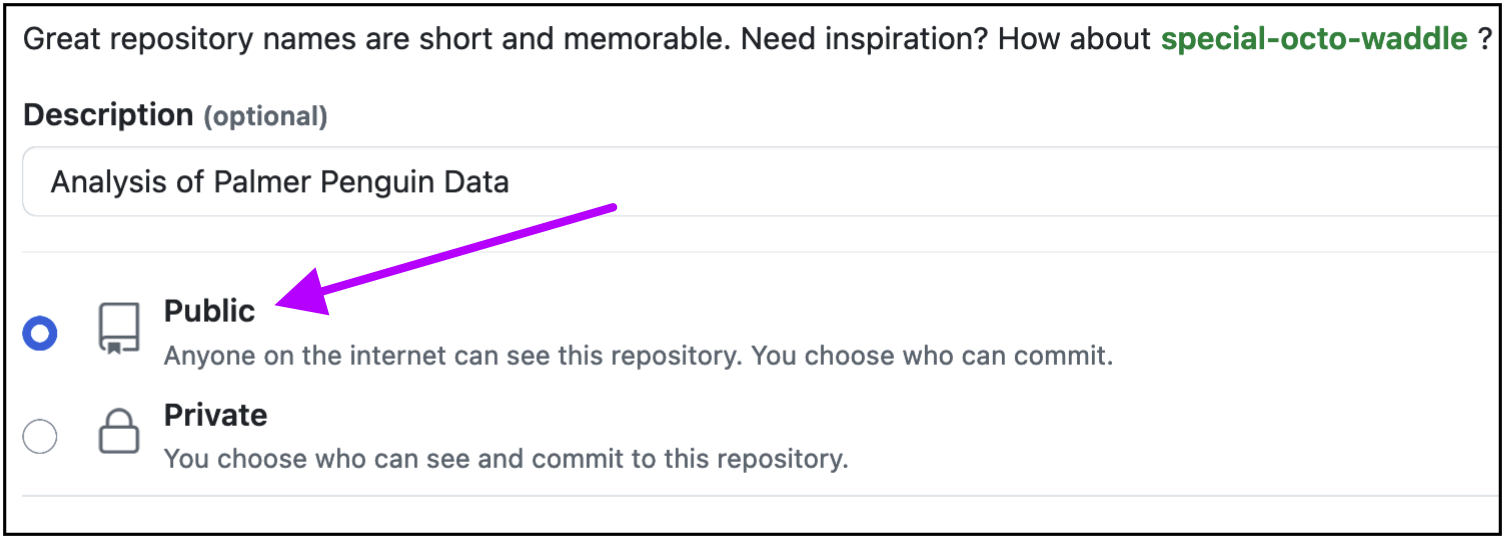 Great repository names are short and memorable. Need inspiration? How about special-octo-waddle ?
Description (optional)
Analysis of Palmer Penguin Data
Public
Anyone on the internet can see this repository. You choose who can commit.
Private
You choose who can see and commit to this repository.